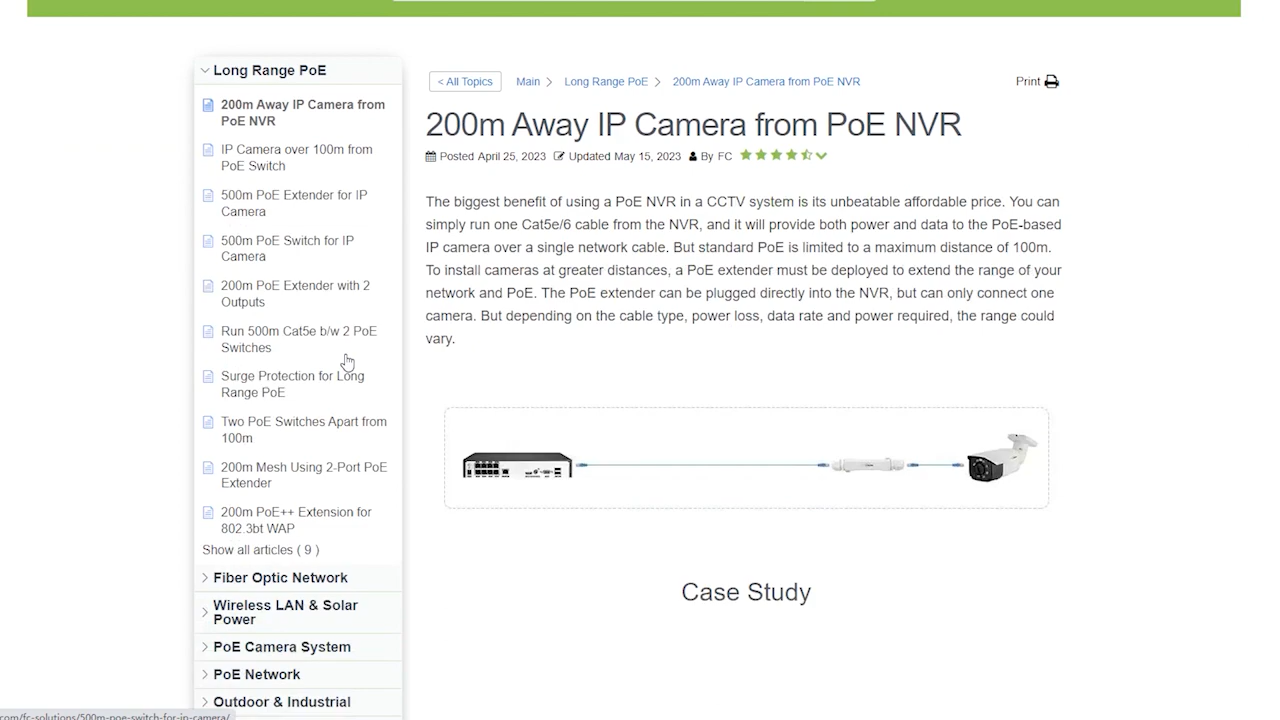 Long Range PoE
200m Away IP Camera from
PoE NVR
IP Camera over 100m from
PoE Switch
500m PoE Extender for IP
Camera
500m PoE Switch for IP
Camera
200m PoE Extender with 2
Outputs
Run 500m Cat5e b/w 2 PoE
Switches
Surge Protection for Long
Range PoE
Two PoE Switches Apart from
100m
200m Mesh Using 2-Port PoE
Extender
200m PoE++ Extension for
802.3bt WAP
Show all articles ( 9 )
Fiber Optic Network
Wireless LAN & Solar
Power
PoE Camera System
PoE Network
Outdoor & Industrial
< All Topics Main > Long Range PoE > 200m Away IP Camera from PoE NVR
Print
200m Away IP Camera from PoE NVR
Posted April 25, 2023 Updated May 15, 2023 By FC
The biggest benefit of using a PoE NVR in a CCTV system is its unbeatable affordable price. You can
simply run one Cat5e/6 cable from the NVR, and it will provide both power and data to the PoE-based
IP camera over a single network cable. But standard PoE is limited to a maximum distance of 100m.
To install cameras at greater distances, a PoE extender must be deployed to extend the range of your
network and PoE. The PoE extender can be plugged directly into the NVR, but can only connect one
camera. But depending on the cable type, power loss, data rate and power required, the range could
vary.
Case Study
com/fc-solutions/500m-poe-switch-for-ip-camera/